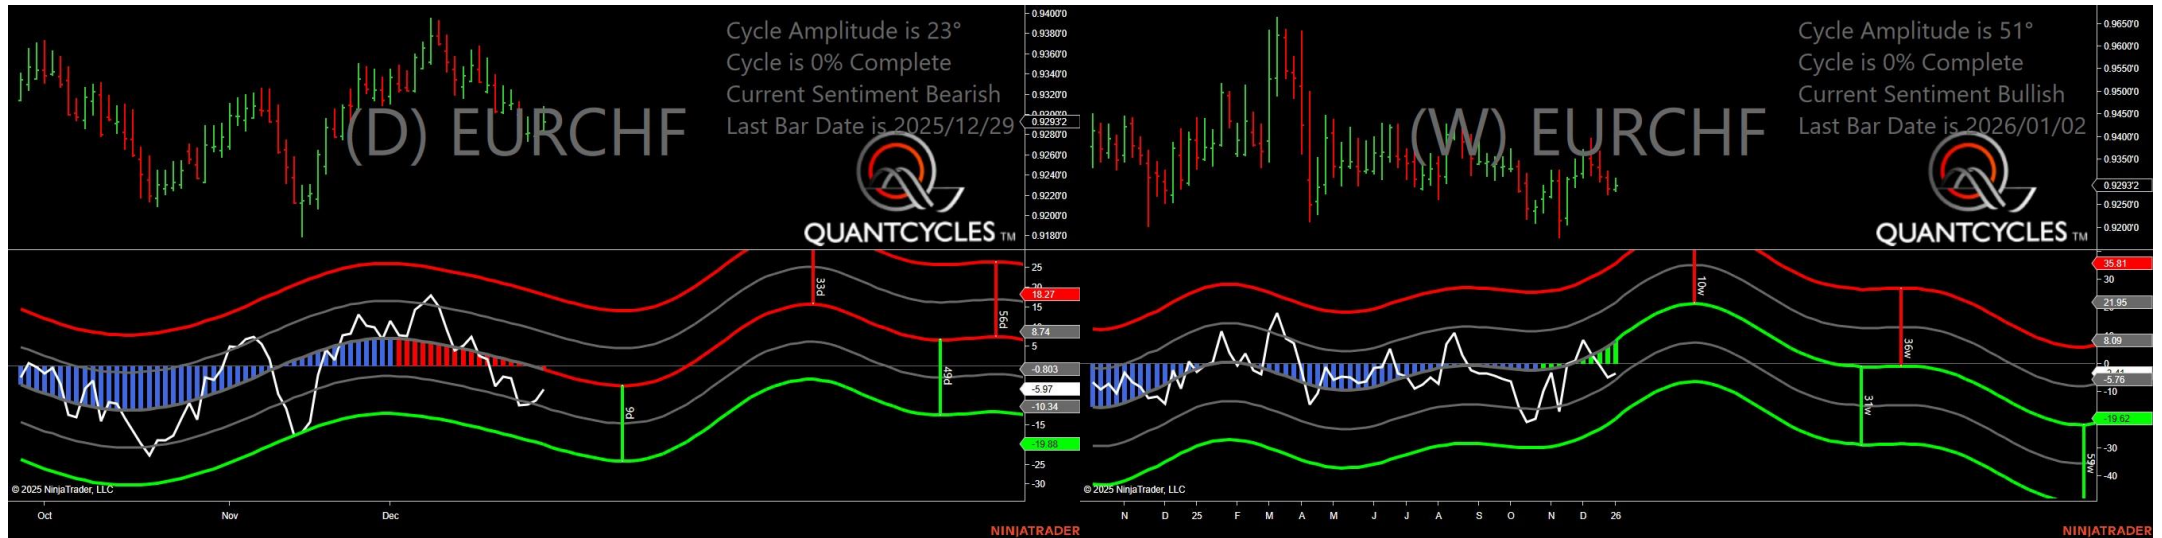 Cycle Amplitude is 23°
Cycle is 0% Complete
Current Sentiment Bearish
Last Bar Date is 2025/12/29
(D) EURCHF
QUANTCYCLES TM
0.9400'0
0.9380'0
0.9360'0
0.9340'0
0.9320'0
0.9293'2
0.9280'0
0.9260'0
0.9240'0
0.9220'0
0.9200'0
0.9180'0
25
18.27
15
8.74
5
-0.803
-5.97
-10.34
-15
-19.88
-25
-30
9d
33d
49d
56d
© 2025 NinjaTrader, LLC
Oct
Nov
Dec
NINJATRADER
Cycle Amplitude is 51°
Cycle is 0% Complete
Current Sentiment Bullish
Last Bar Date is 2026/01/02
(W) EURCHF
QUANTCYCLES TM
0.9650'0
0.9600'0
0.9550'0
0.9500'0
0.9450'0
0.9400'0
0.9350'0
0.9293'2
0.9250'0
0.9200'0
35.81
30
21.95
8.09
0
-5.76
-10
-19.62
-30
-40
10w
31w
36w
59w
© 2025 NinjaTrader, LLC
N D 25 F M A M J J A S O N D 26
NINJATRADER